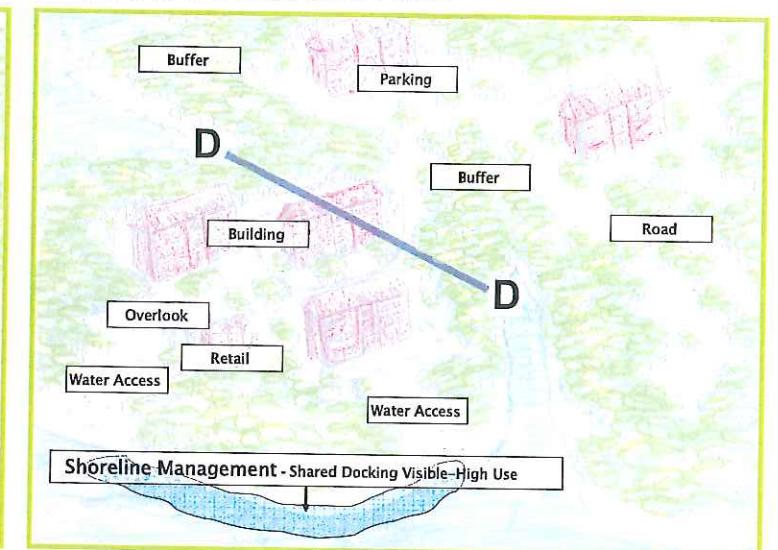 Buffer
Parking
D
Buffer
Building
Road
D
Overlook
Retail
Water Access
Water Access
Shoreline Management - Shared Docking Visible-High Use